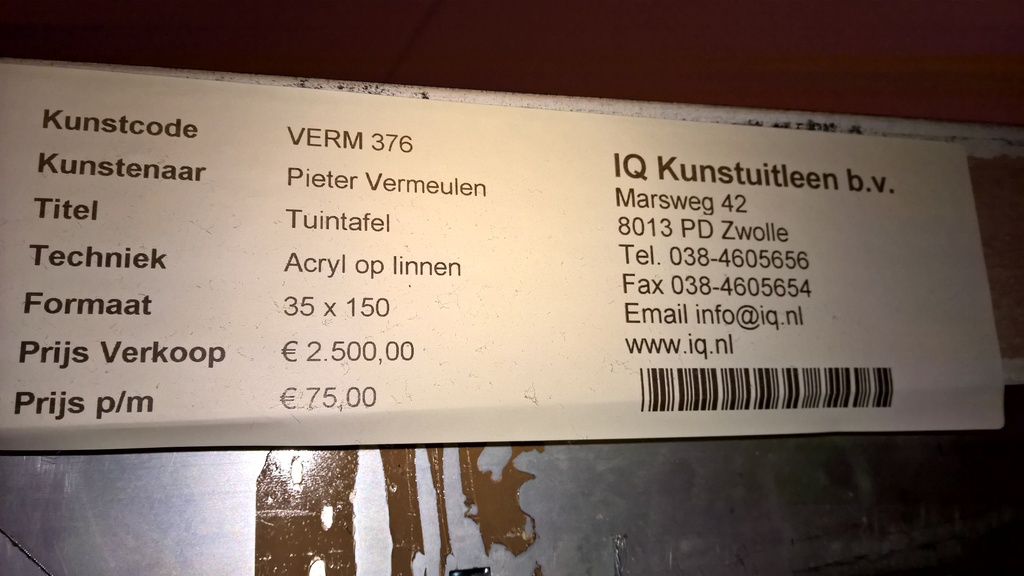 Kunstcode VERM 376
Kunstenaar Pieter Vermeulen
Titel Tuintafel
Techniek Acryl op linnen
Formaat 35 x 150
Prijs Verkoop € 2.500,00
Prijs p/m € 75,00
IQ Kunstuitleen b.v.
Marsweg 42
8013 PD Zwolle
Tel. 038-4605656
Fax 038-4605654
Email info@iq.nl
www.iq.nl